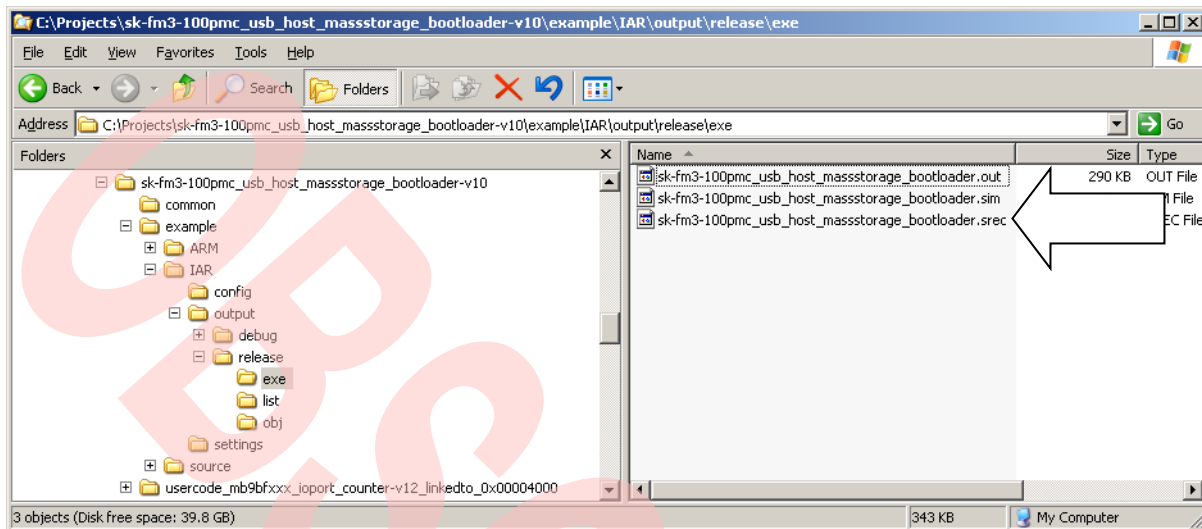 C:\Projects\sk-fm3-100pmc_usb_host_massstorage_bootloader-v10\example\IAR\output\release\exe
File Edit View Favorites Tools Help
Back Search Folders
Address C:\Projects\sk-fm3-100pmc_usb_host_massstorage_bootloader-v10\example\IAR\output\release\exe Go
Folders x Name Size Type
sk-fm3-100pmc_usb_host_massstorage_bootloader-v10
common
example
ARM
IAR
config
output
debug
release
exe
list
obj
settings
source
usercode_mb9bfxxx_ioport_counter-v12_linkedto_0x00004000
sk-fm3-100pmc_usb_host_massstorage_bootloader.out 290 KB OUT File
sk-fm3-100pmc_usb_host_massstorage_bootloader.sim M File
sk-fm3-100pmc_usb_host_massstorage_bootloader.srec EC File
3 objects (Disk free space: 39.8 GB) 343 KB My Computer